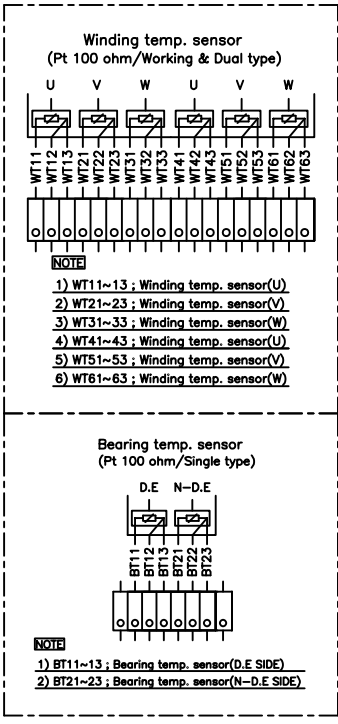 Winding temp. sensor
(Pt 100 ohm/Working & Dual type)
U V W U V W
WT11 WT12 WT13 WT21 WT22 WT23 WT31 WT32 WT33 WT41 WT42 WT43 WT51 WT52 WT53 WT61 WT62 WT63
NOTE
1) WT11~13 ; Winding temp. sensor(U)
2) WT21~23 ; Winding temp. sensor(V)
3) WT31~33 ; Winding temp. sensor(W)
4) WT41~43 ; Winding temp. sensor(U)
5) WT51~53 ; Winding temp. sensor(V)
6) WT61~63 ; Winding temp. sensor(W)
Bearing temp. sensor
(Pt 100 ohm/Single type)
D.E N-D.E
BT11 BT12 BT13 BT21 BT22 BT23
NOTE
1) BT11~13 ; Bearing temp. sensor(D.E SIDE)
2) BT21~23 ; Bearing temp. sensor(N-D.E SIDE)